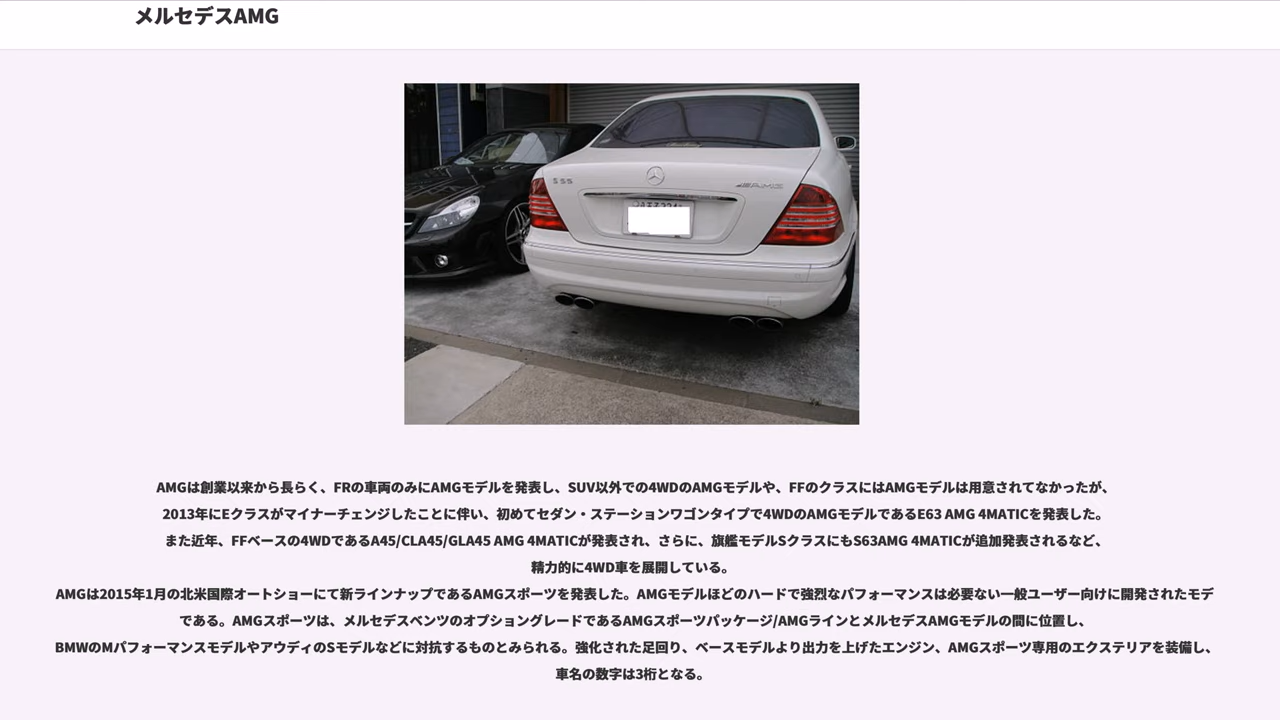 メルセデスAMG
S 55
AMG
AMGは創業以来から長らく、FRの車両のみにAMGモデルを発表し、SUV以外での4WDのAMGモデルや、FFのクラスにはAMGモデルは用意されてなかったが、
2013年にEクラスがマイナーチェンジしたことに伴い、初めてセダン・ステーションワゴンタイプで4WDのAMGモデルであるE63 AMG 4MATICを発表した。
また近年、FFベースの4WDであるA45/CLA45/GLA45 AMG 4MATICが発表され、さらに、旗艦モデルSクラスにもS63AMG 4MATICが追加発表されるなど、
精力的に4WD車を展開している。
AMGは2015年1月の北米国際オートショーにて新ラインナップであるAMGスポーツを発表した。AMGモデルほどのハードで強烈なパフォーマンスは必要ない一般ユーザー向けに開発されたモデ
である。AMGスポーツは、メルセデスベンツのオプショングレードであるAMGスポーツパッケージ/AMGラインとメルセデスAMGモデルの間に位置し、
BMWのMパフォーマンスモデルやアウディのSモデルなどに対抗するものとみられる。強化された足回り、ベースモデルより出力を上げたエンジン、AMGスポーツ専用のエクステリアを装備し、
車名の数字は3桁となる。